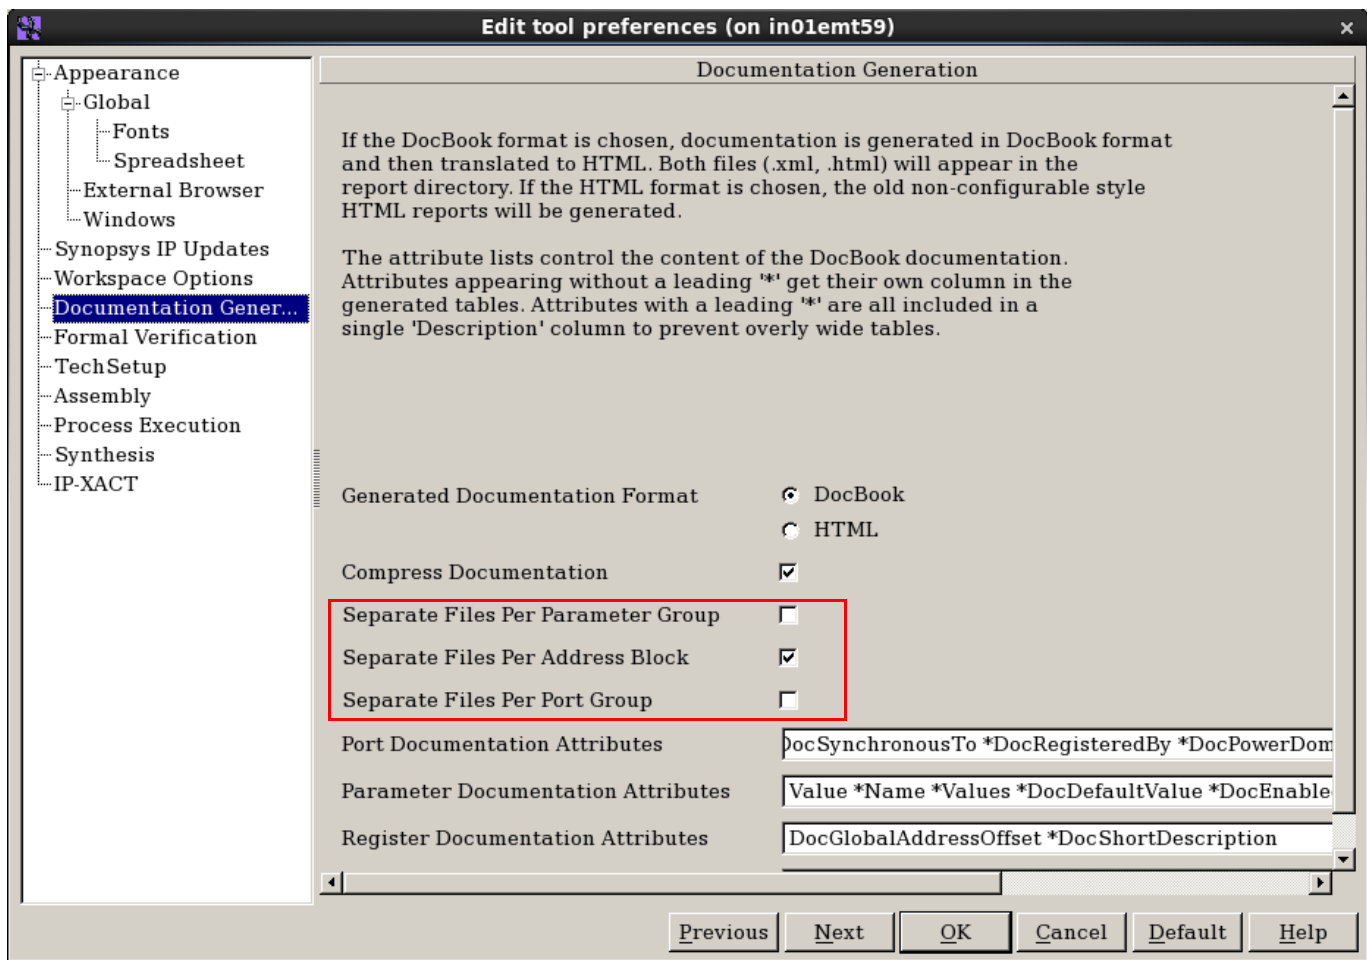 Edit tool preferences (on in01emt59)
Appearance
Global
Fonts
Spreadsheet
External Browser
Windows
Synopsys IP Updates
Workspace Options
Documentation Gener...
Formal Verification
TechSetup
Assembly
Process Execution
Synthesis
IP-XACT
Documentation Generation
If the DocBook format is chosen, documentation is generated in DocBook format
and then translated to HTML. Both files (.xml, .html) will appear in the
report directory. If the HTML format is chosen, the old non-configurable style
HTML reports will be generated.
The attribute lists control the content of the DocBook documentation.
Attributes appearing without a leading '*' get their own column in the
generated tables. Attributes with a leading '*' are all included in a
single 'Description' column to prevent overly wide tables.
Generated Documentation Format
DocBook
HTML
Compress Documentation
Separate Files Per Parameter Group
Separate Files Per Address Block
Separate Files Per Port Group
Port Documentation Attributes
DocSynchronousTo *DocRegisteredBy *DocPowerDom
Parameter Documentation Attributes
Value *Name *Values *DocDefaultValue *DocEnable
Register Documentation Attributes
DocGlobalAddressOffset *DocShortDescription
Previous
Next
OK
Cancel
Default
Help